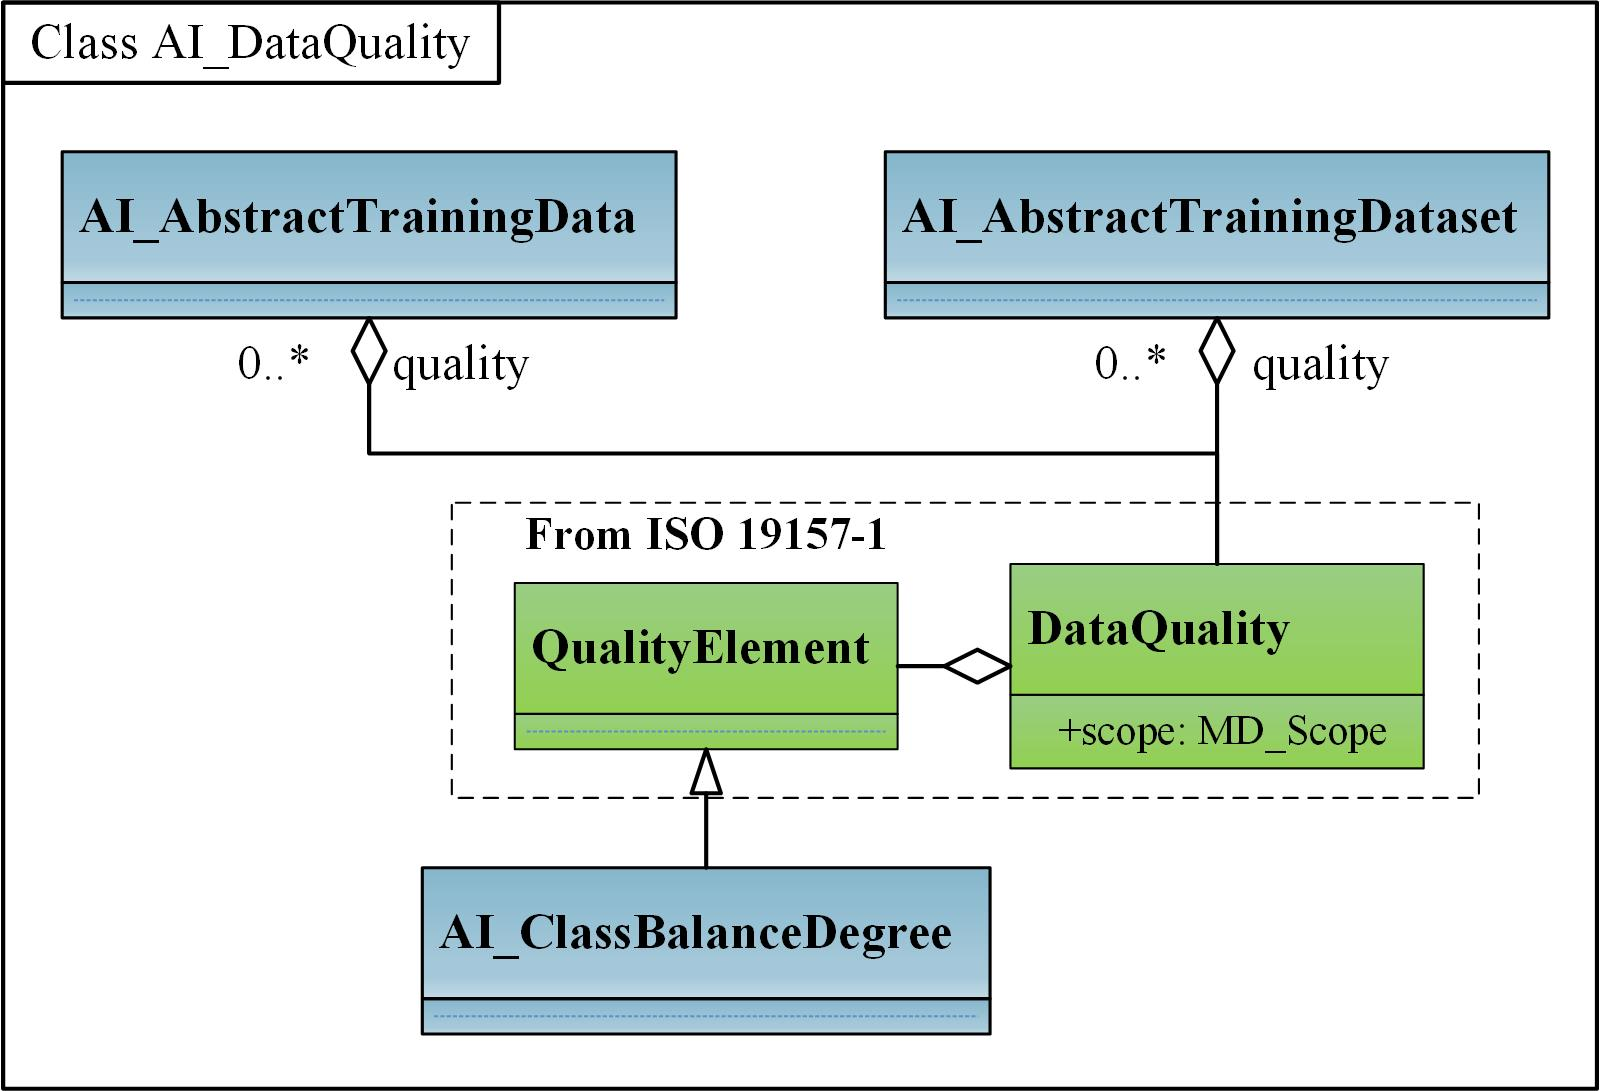 Class AI_DataQuality
AI_AbstractTrainingData
AI_AbstractTrainingDataset
0..* quality
0..* quality
From ISO 19157-1
QualityElement
DataQuality
+scope: MD_Scope
AI_ClassBalanceDegree